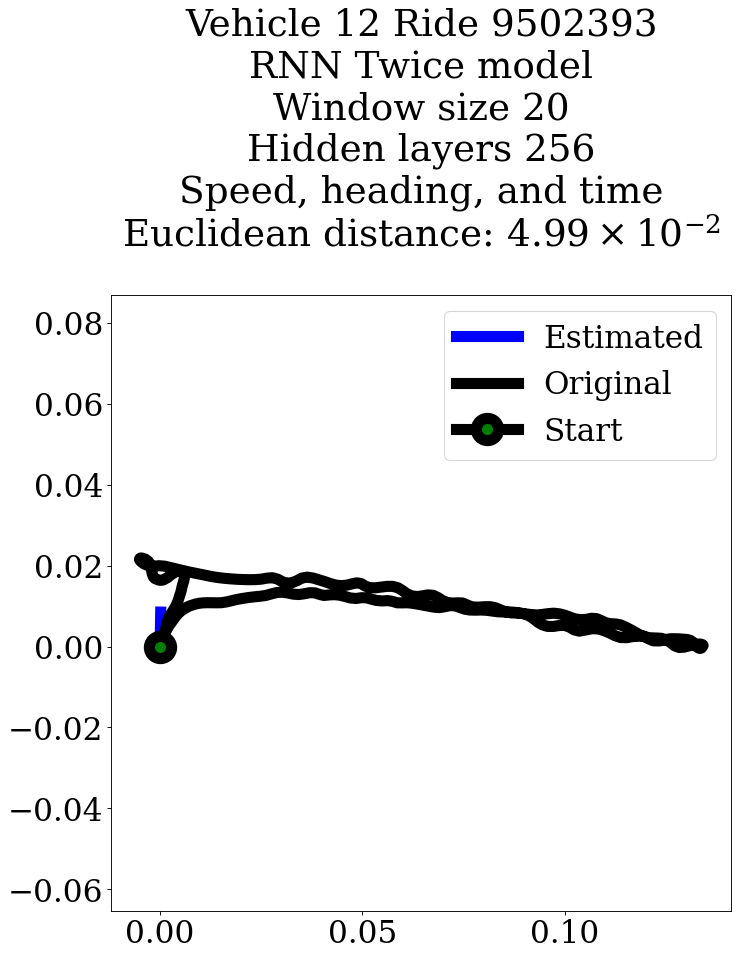 Vehicle 12 Ride 9502393
RNN Twice model
Window size 20
Hidden layers 256
Speed, heading, and time
Euclidean distance: 4.99 × 10⁻²
Estimated
Original
Start
0.08
0.06
0.04
0.02
0.00
−0.02
−0.04
−0.06
0.00 0.05 0.10